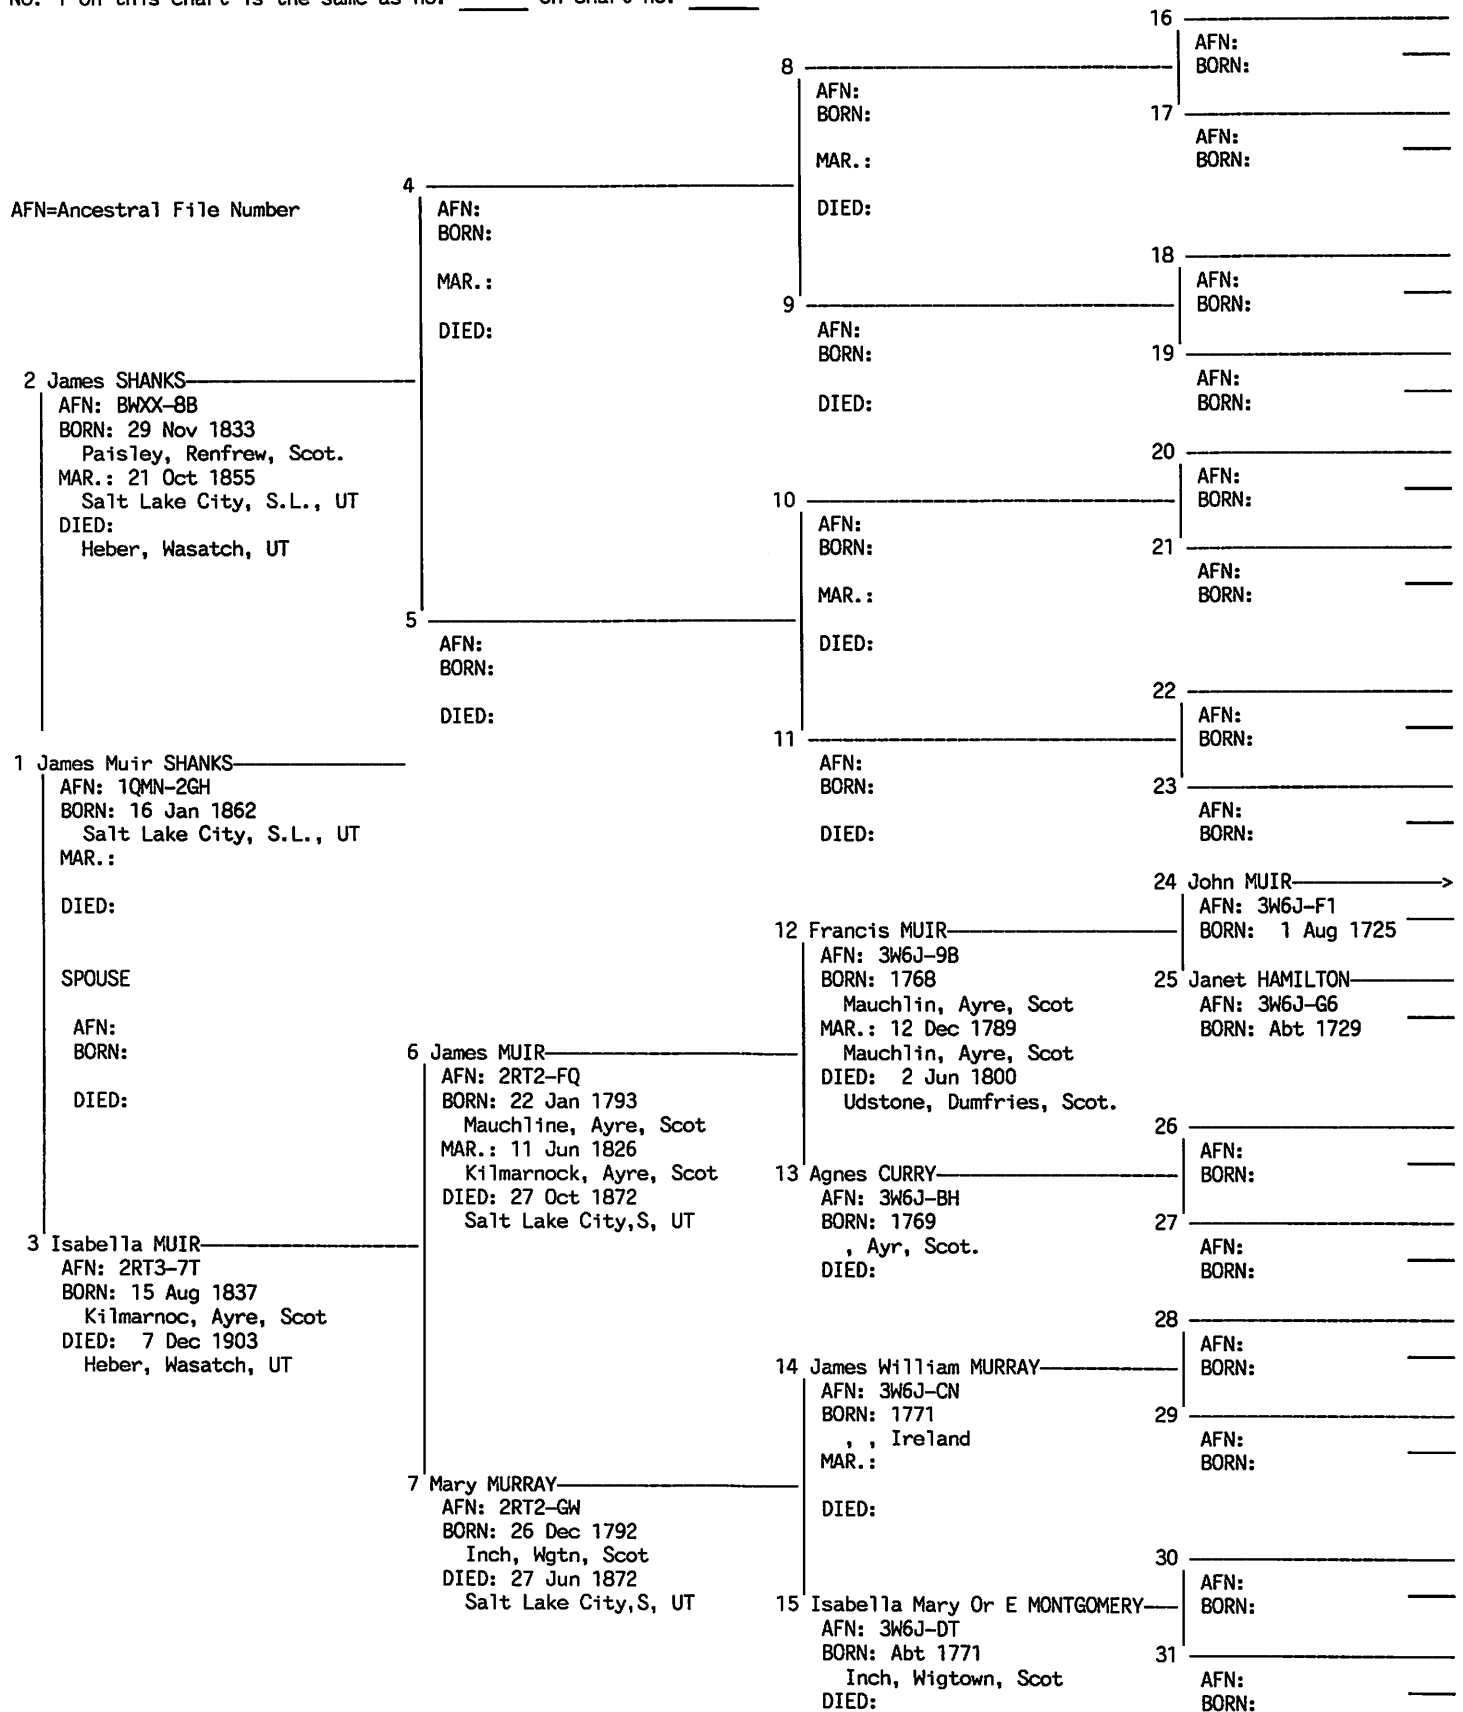 No. 1 on this chart is the same as no. ______ on chart no. ______
16
AFN:
BORN:
8
AFN:
BORN:
MAR.:
DIED:
17
AFN:
BORN:
4
AFN=Ancestral File Number
AFN:
BORN:
MAR.:
DIED:
18
AFN:
BORN:
9
AFN:
BORN:
DIED:
19
AFN:
BORN:
2 James SHANKS
AFN: BWXX-8B
BORN: 29 Nov 1833
Paisley, Renfrew, Scot.
MAR.: 21 Oct 1855
Salt Lake City, S.L., UT
DIED:
Heber, Wasatch, UT
20
AFN:
BORN:
10
AFN:
BORN:
MAR.:
DIED:
21
AFN:
BORN:
5
AFN:
BORN:
DIED:
22
AFN:
BORN:
11
AFN:
BORN:
DIED:
23
AFN:
BORN:
1 James Muir SHANKS
AFN: 1QMN-2GH
BORN: 16 Jan 1862
Salt Lake City, S.L., UT
MAR.:
DIED:
SPOUSE
AFN:
BORN:
DIED:
24 John MUIR
AFN: 3W6J-F1
BORN: 1 Aug 1725
12 Francis MUIR
AFN: 3W6J-9B
BORN: 1768
Mauchlin, Ayre, Scot
MAR.: 12 Dec 1789
Mauchlin, Ayre, Scot
DIED: 2 Jun 1800
Udstone, Dumfries, Scot.
25 Janet HAMILTON
AFN: 3W6J-G6
BORN: Abt 1729
6 James MUIR
AFN: 2RT2-FQ
BORN: 22 Jan 1793
Mauchline, Ayre, Scot
MAR.: 11 Jun 1826
Kilmarnock, Ayre, Scot
DIED: 27 Oct 1872
Salt Lake City,S, UT
26
AFN:
BORN:
13 Agnes CURRY
AFN: 3W6J-BH
BORN: 1769
, Ayr, Scot.
DIED:
27
AFN:
BORN:
3 Isabella MUIR
AFN: 2RT3-7T
BORN: 15 Aug 1837
Kilmarnoc, Ayre, Scot
DIED: 7 Dec 1903
Heber, Wasatch, UT
28
AFN:
BORN:
14 James William MURRAY
AFN: 3W6J-CN
BORN: 1771
, , Ireland
MAR.:
DIED:
29
AFN:
BORN:
7 Mary MURRAY
AFN: 2RT2-GW
BORN: 26 Dec 1792
Inch, Wgtn, Scot
DIED: 27 Jun 1872
Salt Lake City,S, UT
30
AFN:
BORN:
15 Isabella Mary Or E MONTGOMERY
AFN: 3W6J-DT
BORN: Abt 1771
Inch, Wigtown, Scot
DIED:
31
AFN:
BORN: